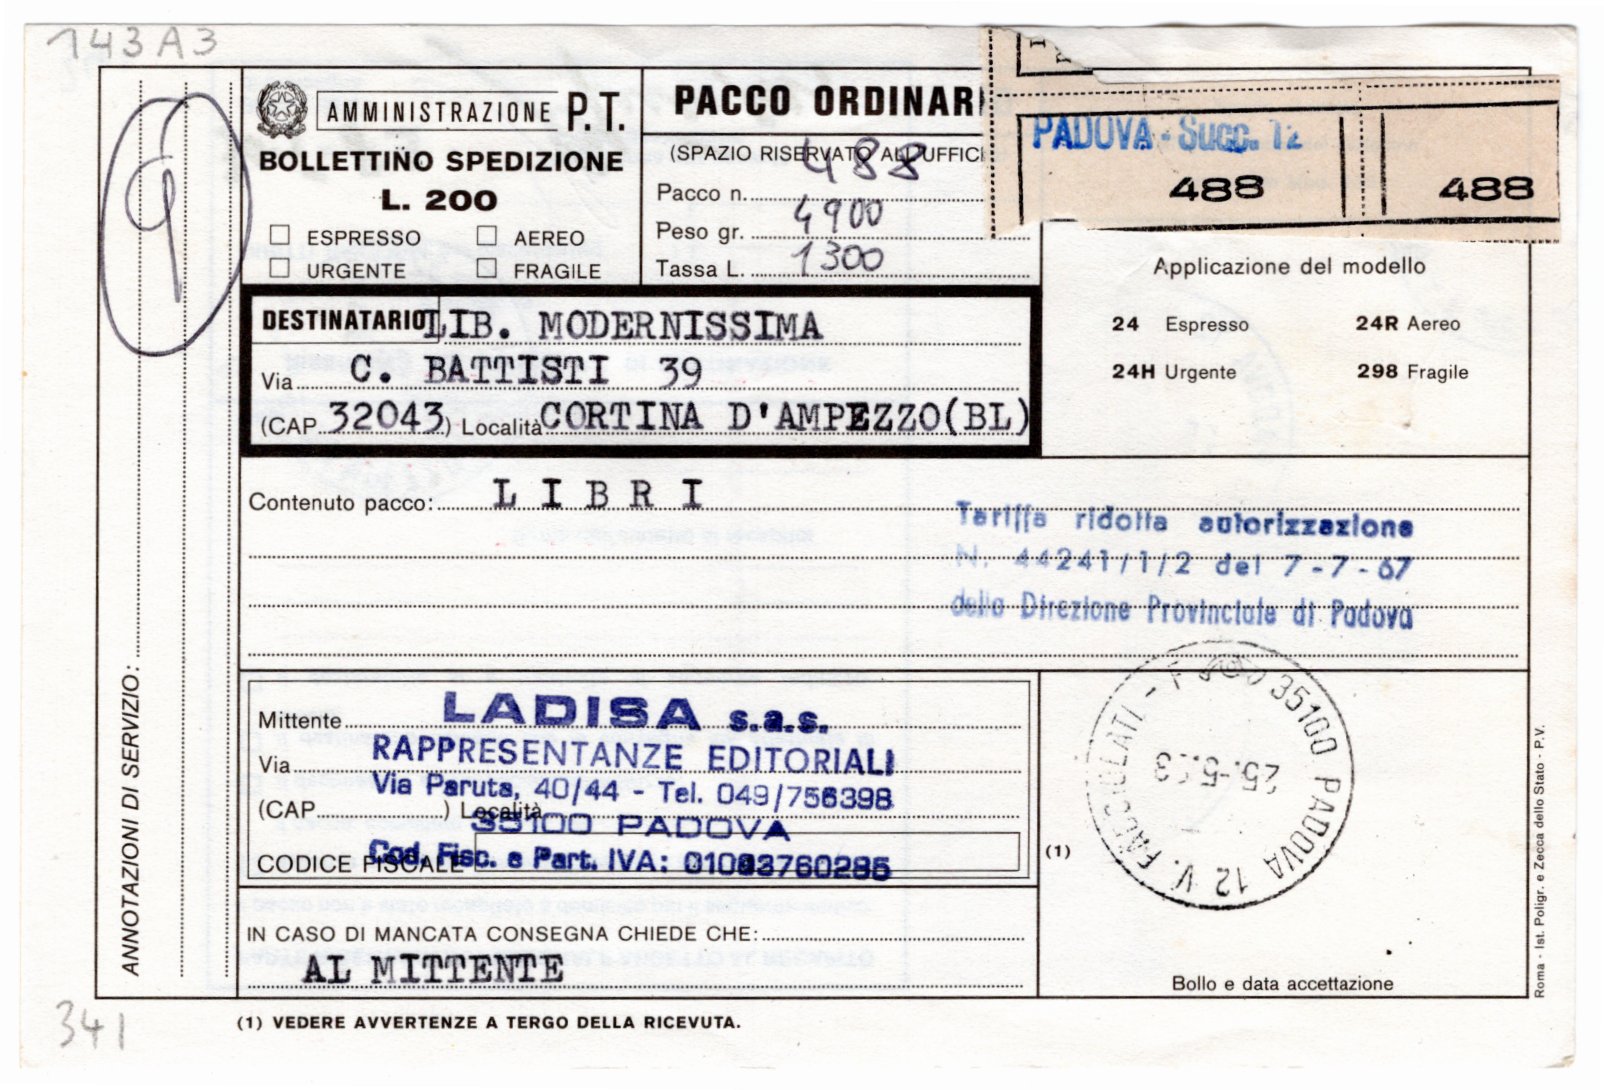 143A3
AMMINISTRAZIONE P.T.
BOLLETTINO SPEDIZIONE
L. 200
ESPRESSO AEREO
URGENTE FRAGILE
PACCO ORDINARI
(SPAZIO RISERVATO ALL'UFFICI
Pacco n. 488
Peso gr. 4900
Tassa L. 1300
PADOVA - Succ. 12
488 488
Applicazione del modello
24 Espresso 24R Aereo
24H Urgente 298 Fragile
DESTINATARIO LIB. MODERNISSIMA
Via C. BATTISTI 39
(CAP 32043) Località CORTINA D'AMPEZZO(BL)
Contenuto pacco: LIBRI
Tariffa ridotta autorizzazione
N. 44241/1/2 del 7-7-67
della Direzione Provinciale di Padova
ANNOTAZIONI DI SERVIZIO:
Mittente LADISA s.a.s.
RAPPRESENTANZE EDITORIALI
Via
Via Paruta, 40/44 - Tel. 049/756398
(CAP ) Località
35100 PADOVA
CODICE FISCALE
Cod. Fisc. e Part. IVA: 01093760285
(1)
35100 PADOVA 12 V. FACCIOLATI
IN CASO DI MANCATA CONSEGNA CHIEDE CHE:
AL MITTENTE
Bollo e data accettazione
Roma - Ist. Poligr. e Zecca dello Stato - P.V.
341
(1) VEDERE AVVERTENZE A TERGO DELLA RICEVUTA.